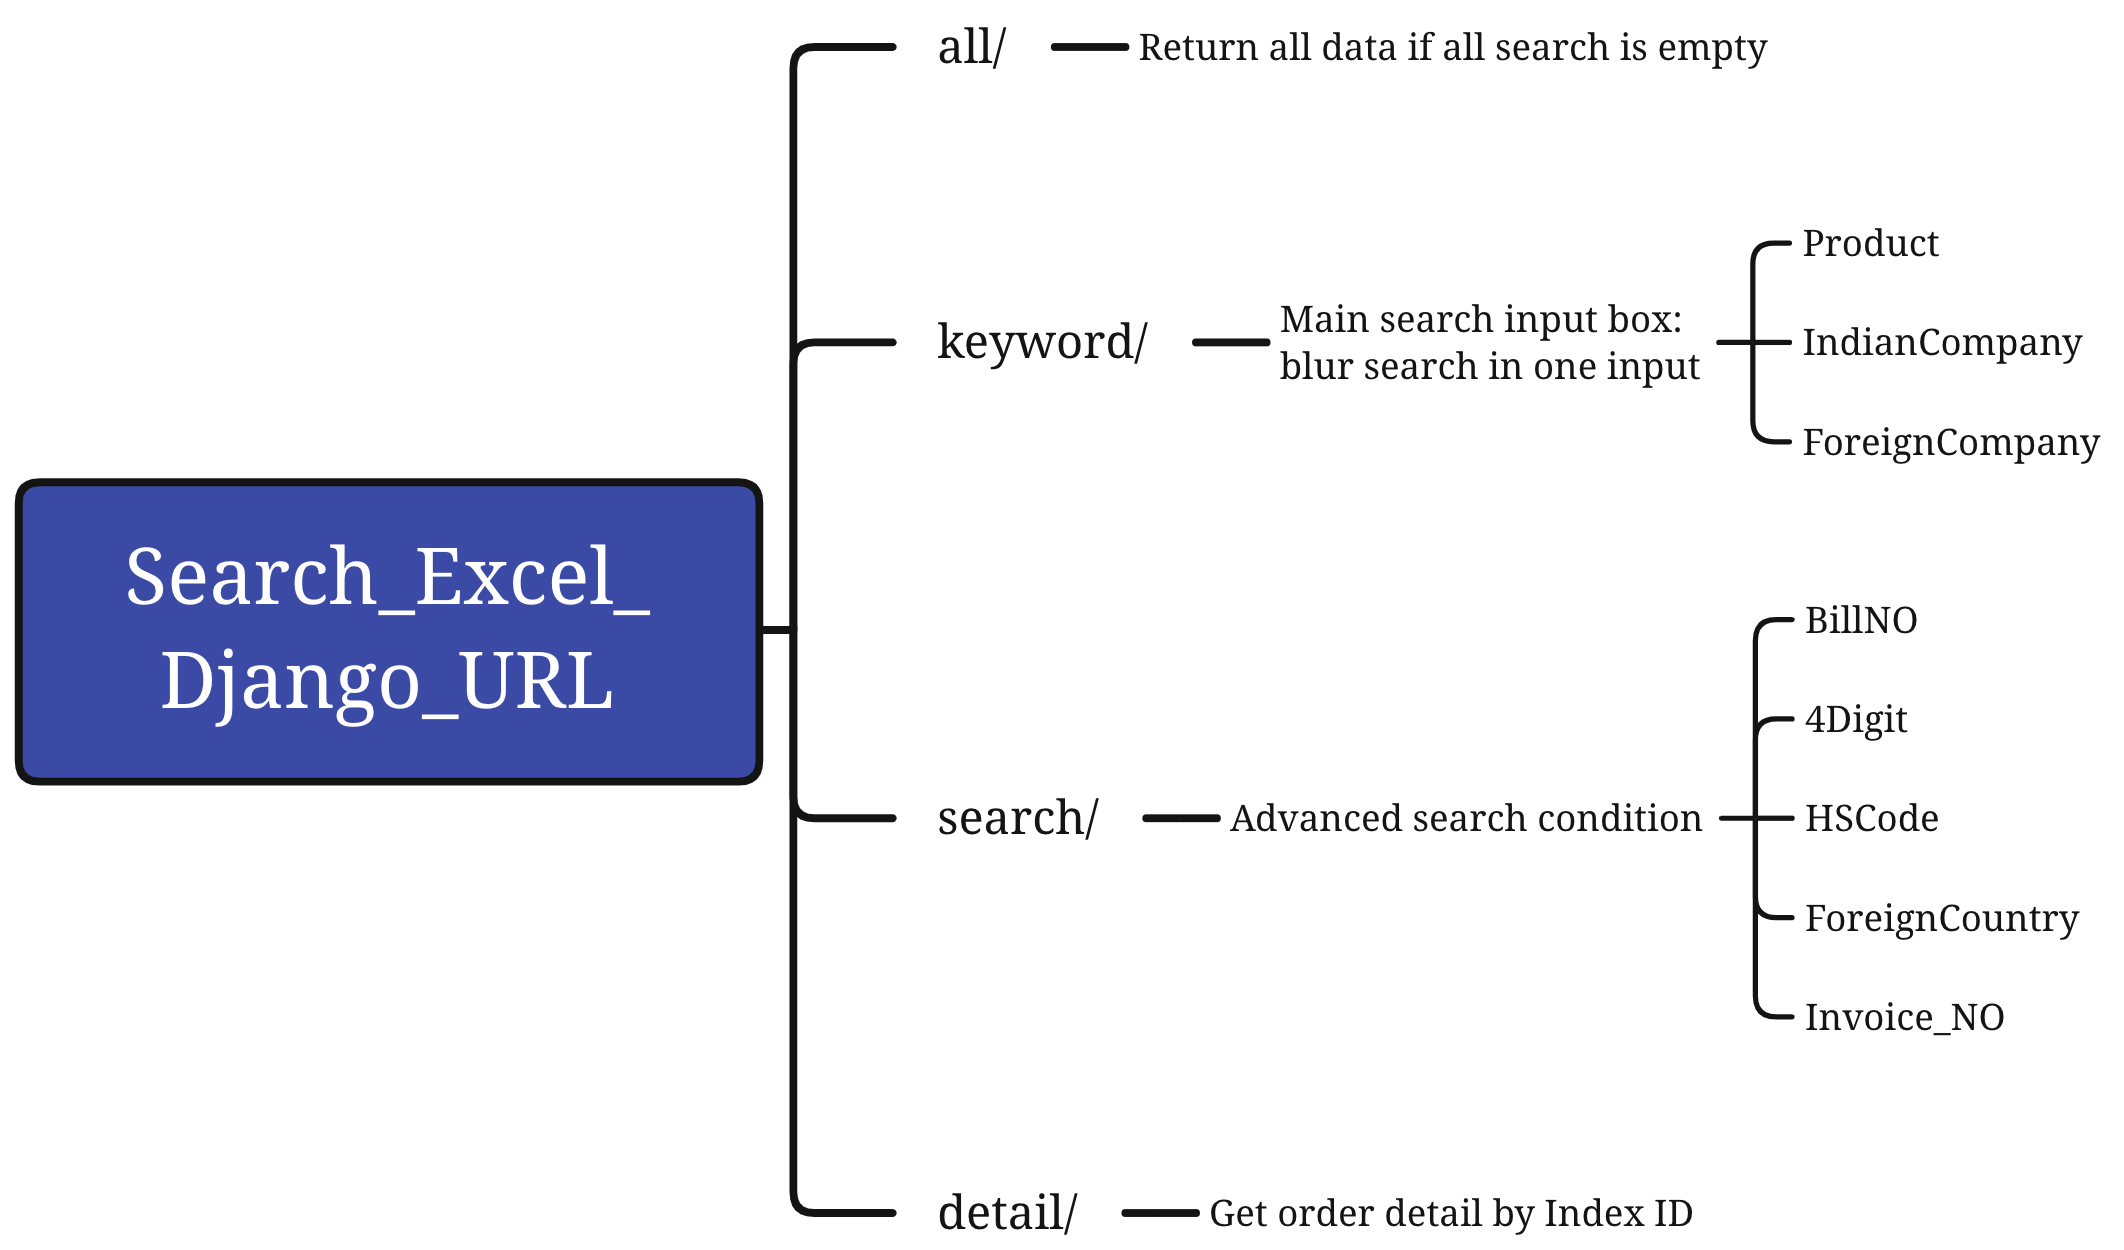 Search_Excel_
Django_URL
all/
Return all data if all search is empty
keyword/
Main search input box:
blur search in one input
Product
IndianCompany
ForeignCompany
search/
Advanced search condition
BillNO
4Digit
HSCode
ForeignCountry
Invoice_NO
detail/
Get order detail by Index ID